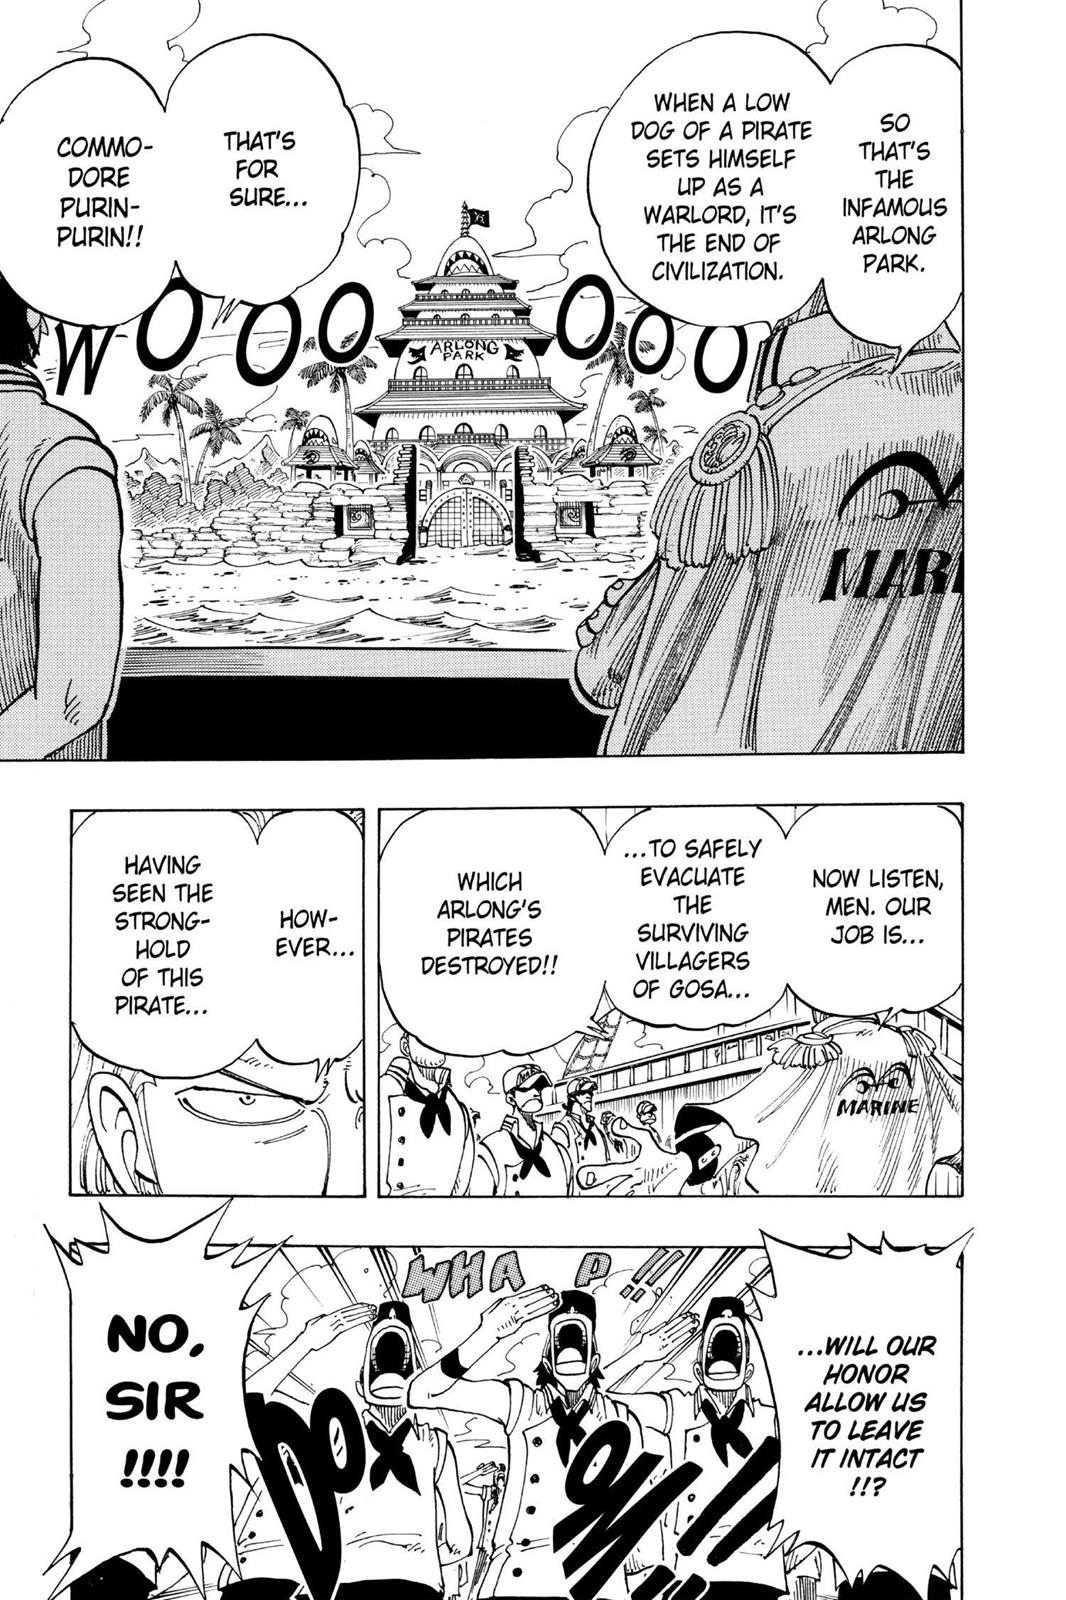 SO
THAT'S
THE
INFAMOUS
ARLONG
PARK.
WHEN A LOW
DOG OF A PIRATE
SETS HIMSELF
UP AS A
WARLORD, IT'S
THE END OF
CIVILIZATION.
THAT'S
FOR
SURE...
COMMO-
DORE
PURIN-
PURIN!!
WOOOO OOOO
ARLONG
PARK
MARI
NOW LISTEN,
MEN. OUR
JOB IS...
...TO SAFELY
EVACUATE
THE
SURVIVING
VILLAGERS
OF GOSA...
WHICH
ARLONG'S
PIRATES
DESTROYED!!
MARINE
HOW-
EVER...
HAVING
SEEN THE
STRONG-
HOLD
OF THIS
PIRATE...
...WILL OUR
HONOR
ALLOW US
TO LEAVE
IT INTACT
!!?
WHAP!!
DOOM!!
NO,
SIR
!!!!